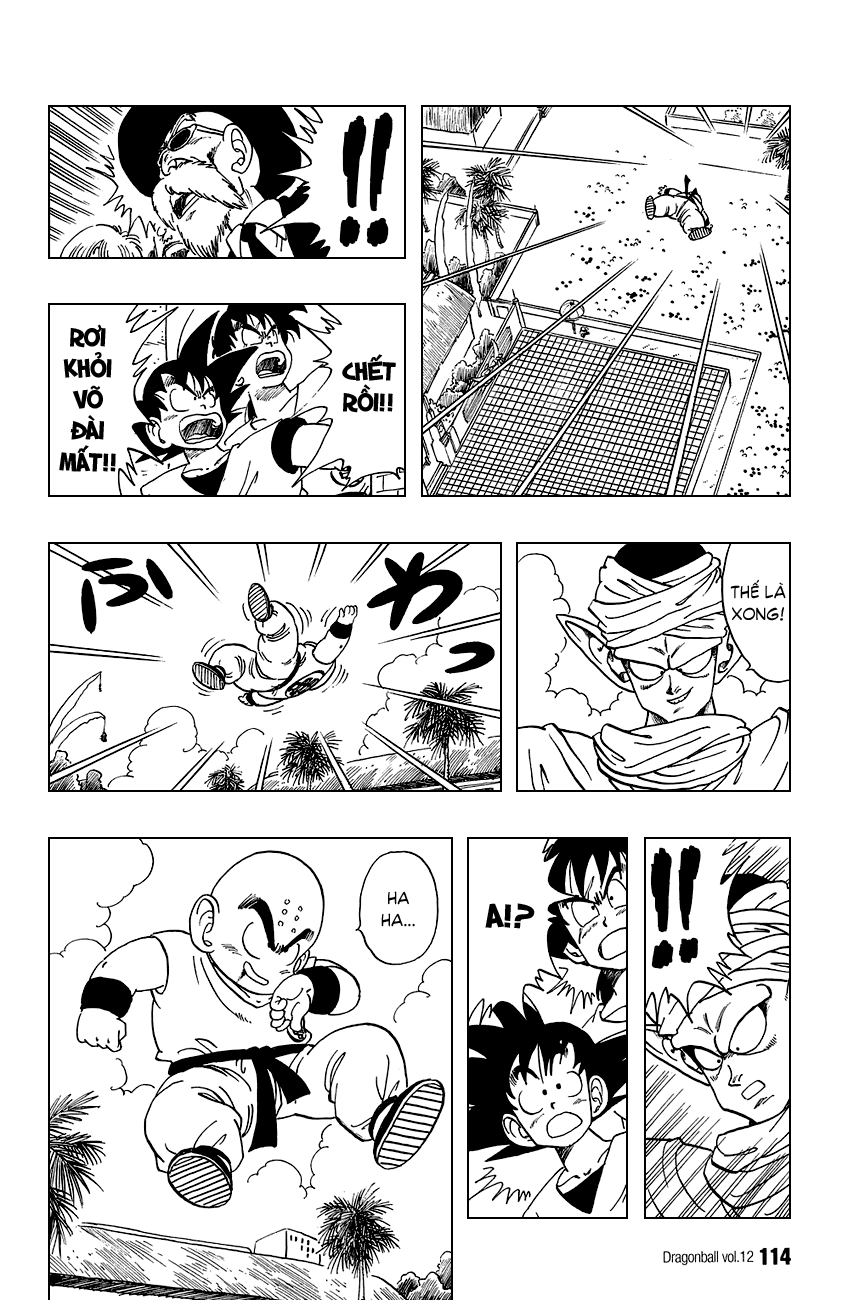 !!
CHẾT
RỒI!!
RƠI
KHỎI
VÕ
ĐÀI
MẤT!!
THẾ LÀ
XONG!
ふ わっ
!!
A!?
HA
HA...
Dragonball vol.12 114